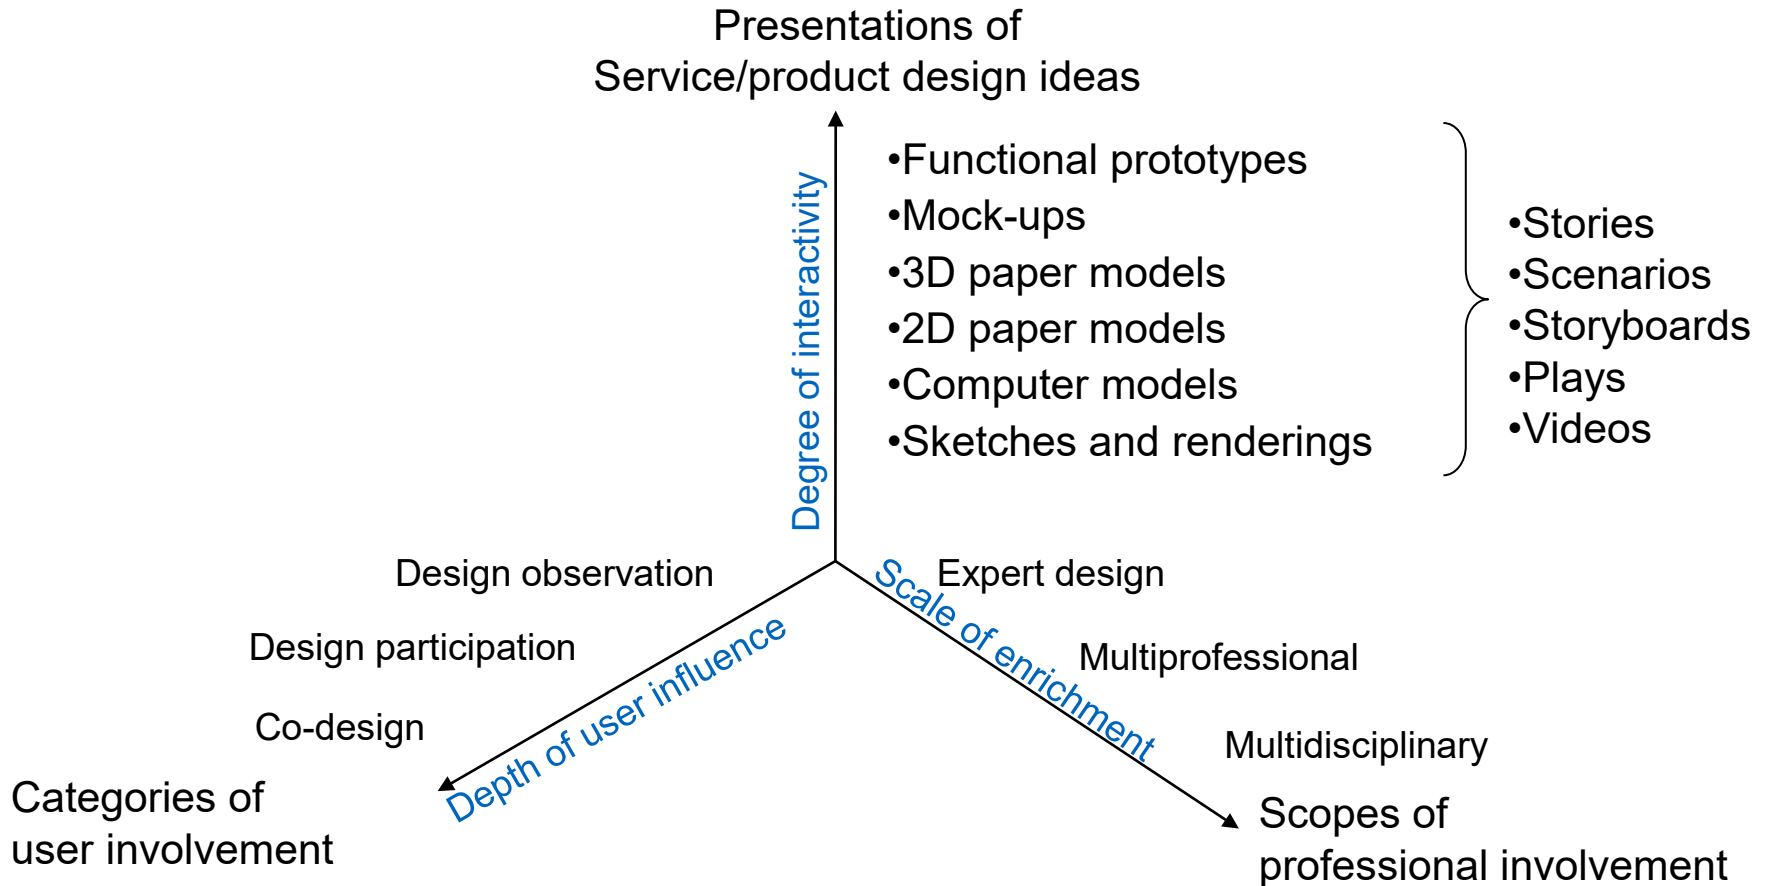 Presentations of
Service/product design ideas
Degree of interactivity
•Functional prototypes
•Mock-ups
•3D paper models
•2D paper models
•Computer models
•Sketches and renderings
•Stories
•Scenarios
•Storyboards
•Plays
•Videos
Design observation
Design participation
Co-design
Depth of user influence
Categories of
user involvement
Scale of enrichment
Expert design
Multiprofessional
Multidisciplinary
Scopes of
professional involvement